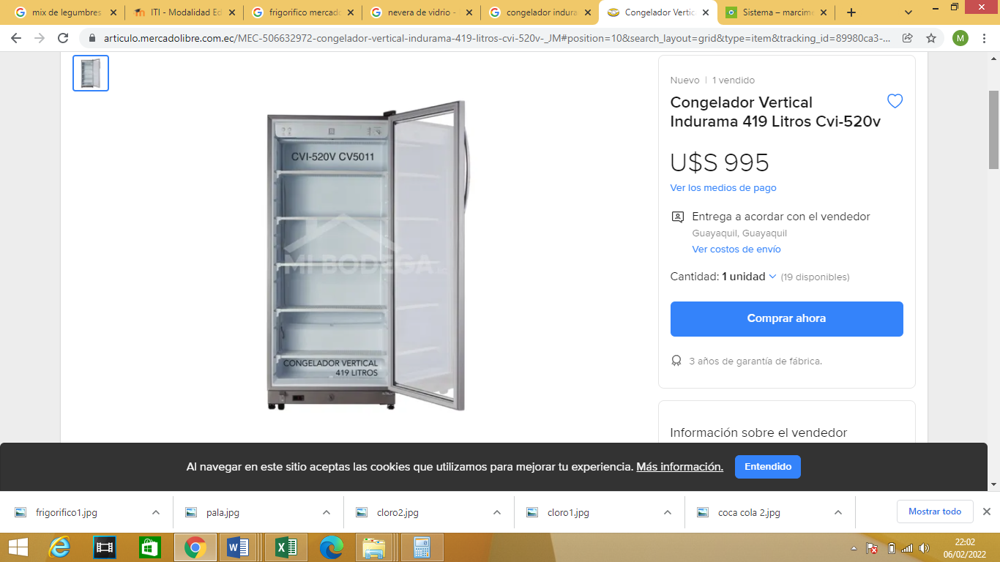 mix de legumbres
ITI - Modalidad Ed
frigorifico mercado
nevera de vidrio -
congelador indura
Congelador Vertic
Sistema – marcime
articulo.mercadolibre.com.ec/MEC-506632972-congelador-vertical-indurama-419-litros-cvi-520v-_JM#position=10&search_layout=grid&type=item&tracking_id=89980ca3-...
M
CVI-520V CV5011
MI BODEGA
CONGELADOR VERTICAL
419 LITROS
Nuevo | 1 vendido
Congelador Vertical
Indurama 419 Litros Cvi-520v
U$S 995
Ver los medios de pago
Entrega a acordar con el vendedor
Guayaquil, Guayaquil
Ver costos de envío
Cantidad: 1 unidad (19 disponibles)
Comprar ahora
3 años de garantía de fábrica.
Información sobre el vendedor
Al navegar en este sitio aceptas las cookies que utilizamos para mejorar tu experiencia. Más información.
Entendido
frigorifico1.jpg
pala.jpg
cloro2.jpg
cloro1.jpg
coca cola 2.jpg
Mostrar todo
22:02
06/02/2022